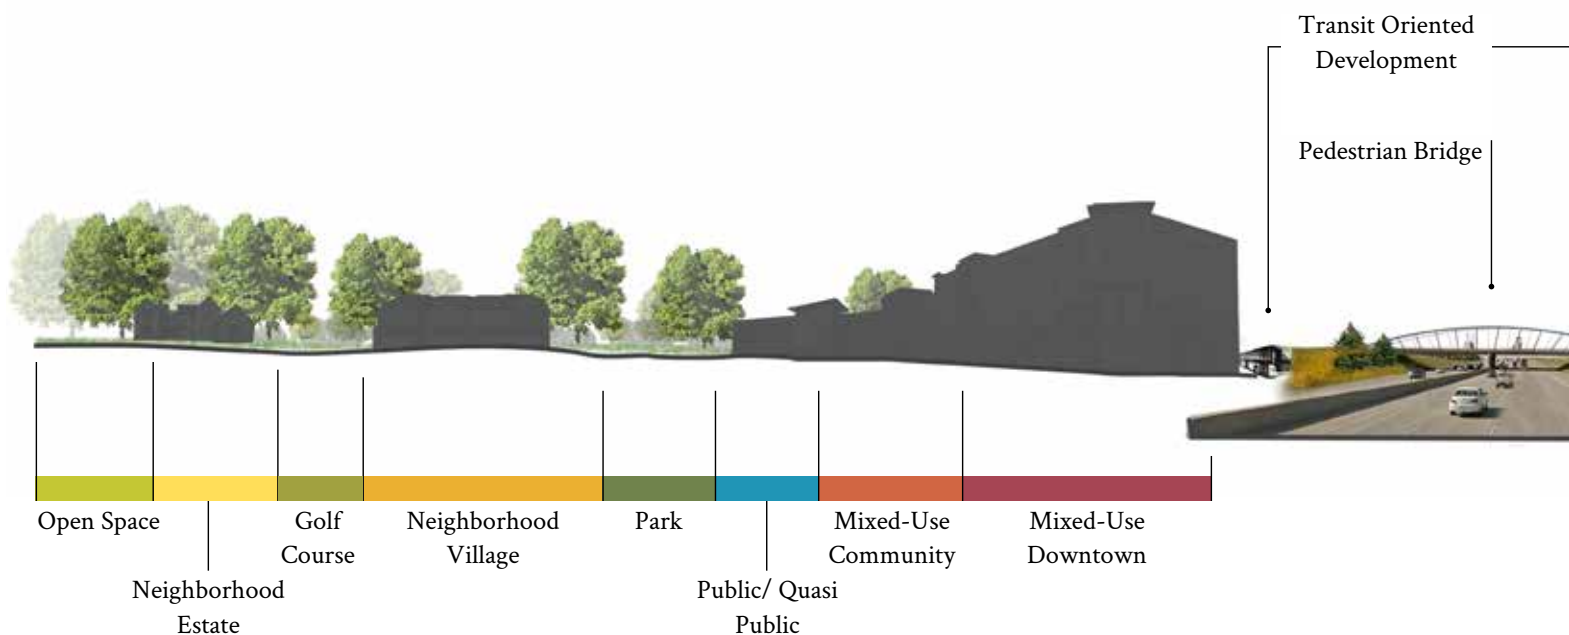 Transit Oriented
Development
Pedestrian Bridge
Open Space
Golf
Course
Neighborhood
Village
Park
Mixed-Use
Community
Mixed-Use
Downtown
Neighborhood
Estate
Public/ Quasi
Public